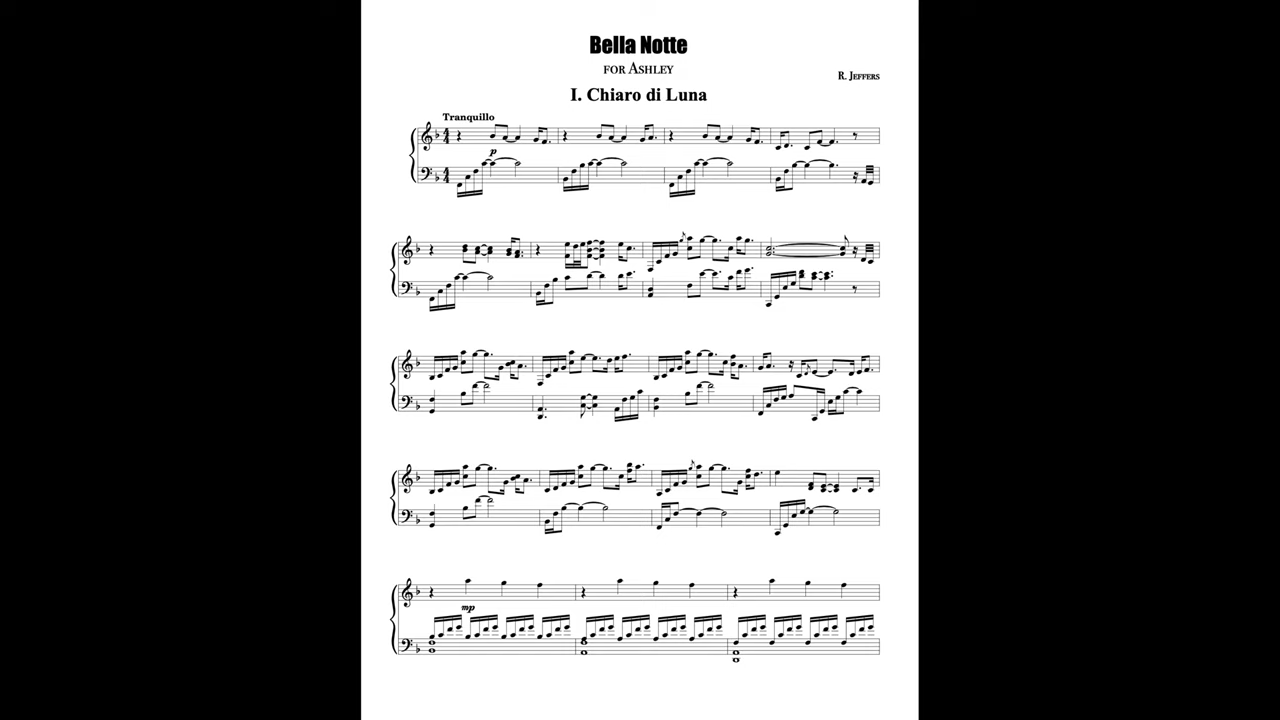 Bella Notte
FOR ASHLEY
R. JEFFERS
I. Chiaro di Luna
Tranquillo
p
mp